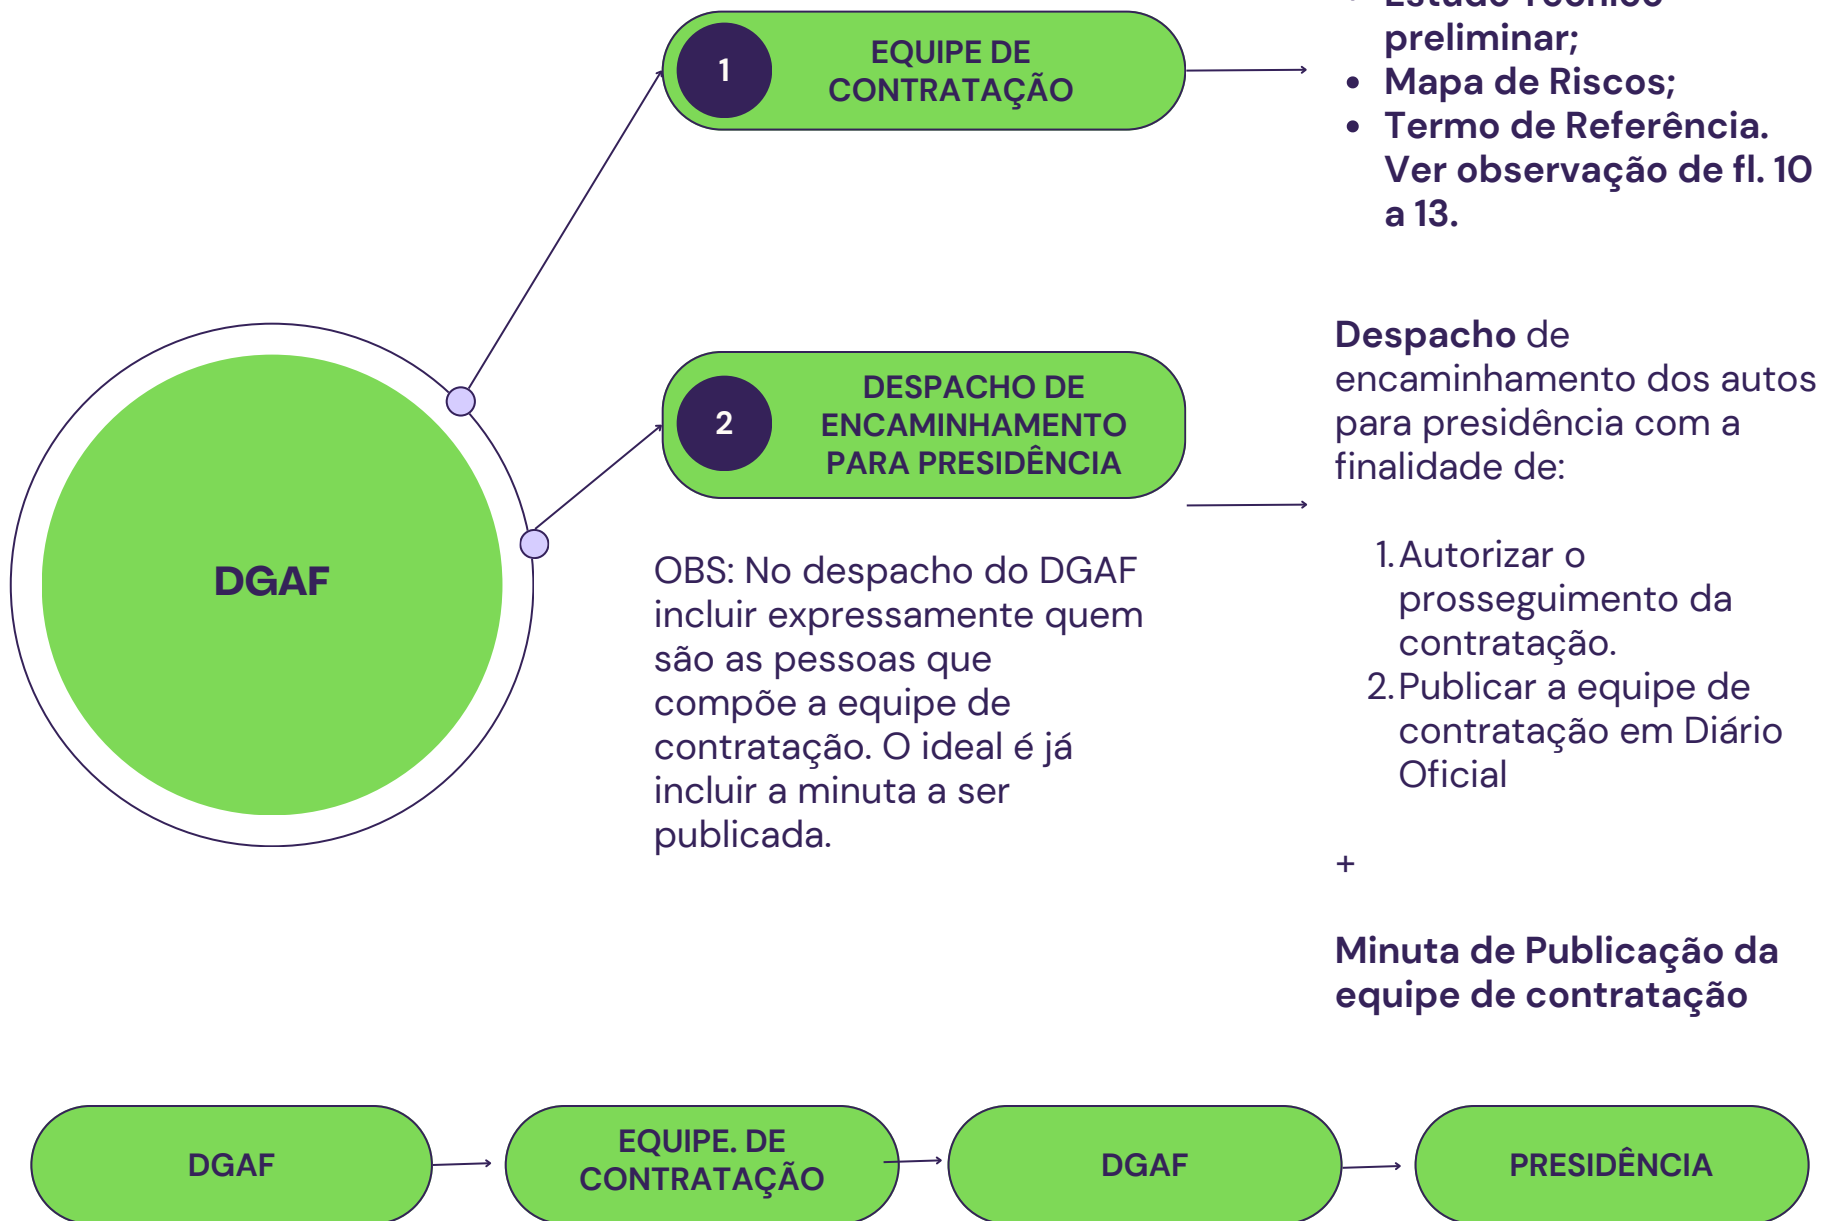 1
EQUIPE DE
CONTRATAÇÃO
• Estudo Técnico
preliminar;
• Mapa de Riscos;
• Termo de Referência.
Ver observação de fl. 10
a 13.
DGAF
2
DESPACHO DE
ENCAMINHAMENTO
PARA PRESIDÊNCIA
OBS: No despacho do DGAF
incluir expressamente quem
são as pessoas que
compõe a equipe de
contratação. O ideal é já
incluir a minuta a ser
publicada.
Despacho de
encaminhamento dos autos
para presidência com a
finalidade de:
1. Autorizar o
prosseguimento da
contratação.
2. Publicar a equipe de
contratação em Diário
Oficial
+
Minuta de Publicação da
equipe de contratação
DGAF
EQUIPE. DE
CONTRATAÇÃO
DGAF
PRESIDÊNCIA